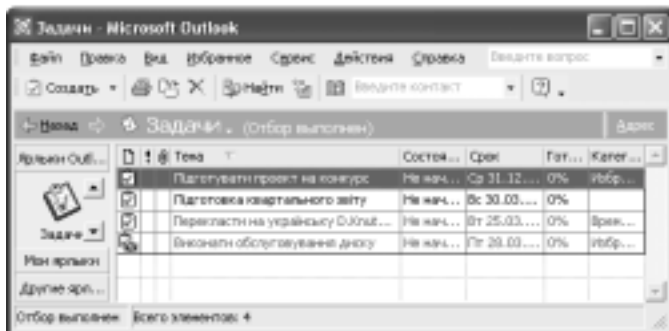 Задачи - Microsoft Outlook
Файл Правка Вид Избранное Сервис Действия Справка Введите вопрос
Создать Найти Введите контакт
Назад Задачи. (Отбор выполнен) Адрес
Ярлыки Outl... Тема Состоя... Срок Гот... Катег...
Підготувати проект на конкурс Не нач... Ср 31.12.... 0% Избр...
Підготовка квартального звіту Не нач... Вс 30.03.... 0%
Задачи Перекласти на українську D.Knut... Не нач... Вт 25.03.... 0% Врем...
Виконати обслуговування диску Не нач... Пт 28.03.... 0% Избр...
Мои ярлыки
Другие ярл...
Отбор выполнен Всего элементов: 4